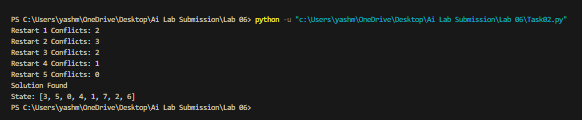 PS C:\Users\yashm\OneDrive\Desktop\Ai Lab Submission\Lab 06> python -u "c:\Users\yashm\OneDrive\Desktop\Ai Lab Submission\Lab 06\Task02.py"
Restart 1 Conflicts: 2
Restart 2 Conflicts: 3
Restart 3 Conflicts: 2
Restart 4 Conflicts: 1
Restart 5 Conflicts: 0
Solution Found
State: [3, 5, 0, 4, 1, 7, 2, 6]
PS C:\Users\yashm\OneDrive\Desktop\Ai Lab Submission\Lab 06>